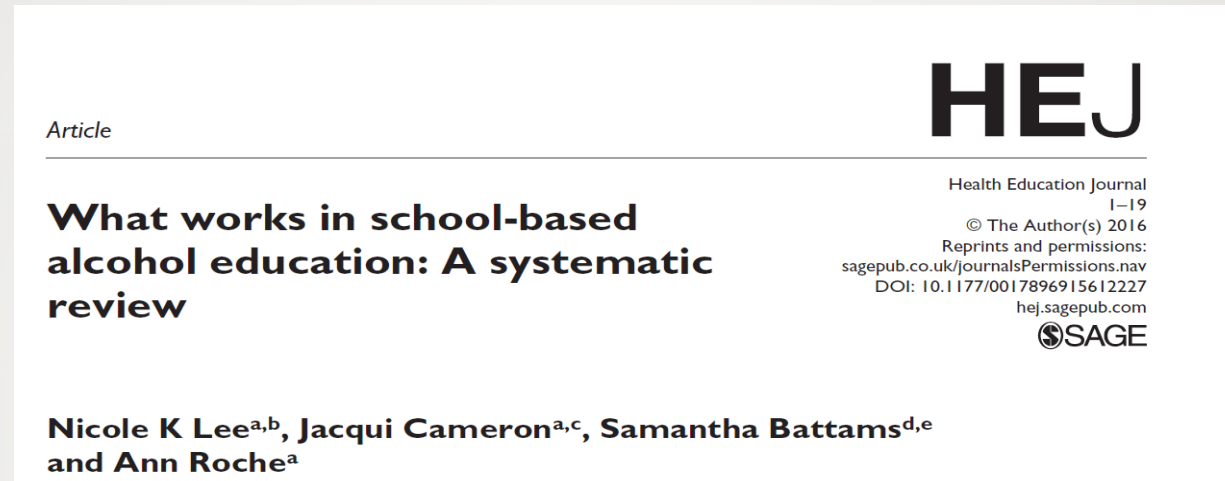 HEJ
Article
Health Education Journal
1–19
© The Author(s) 2016
Reprints and permissions:
sagepub.co.uk/journalsPermissions.nav
DOI: 10.1177/0017896915612227
hej.sagepub.com
SAGE
What works in school-based
alcohol education: A systematic
review
Nicole K Leea,b, Jacqui Camerona,c, Samantha Battamsd,e
and Ann Rochea